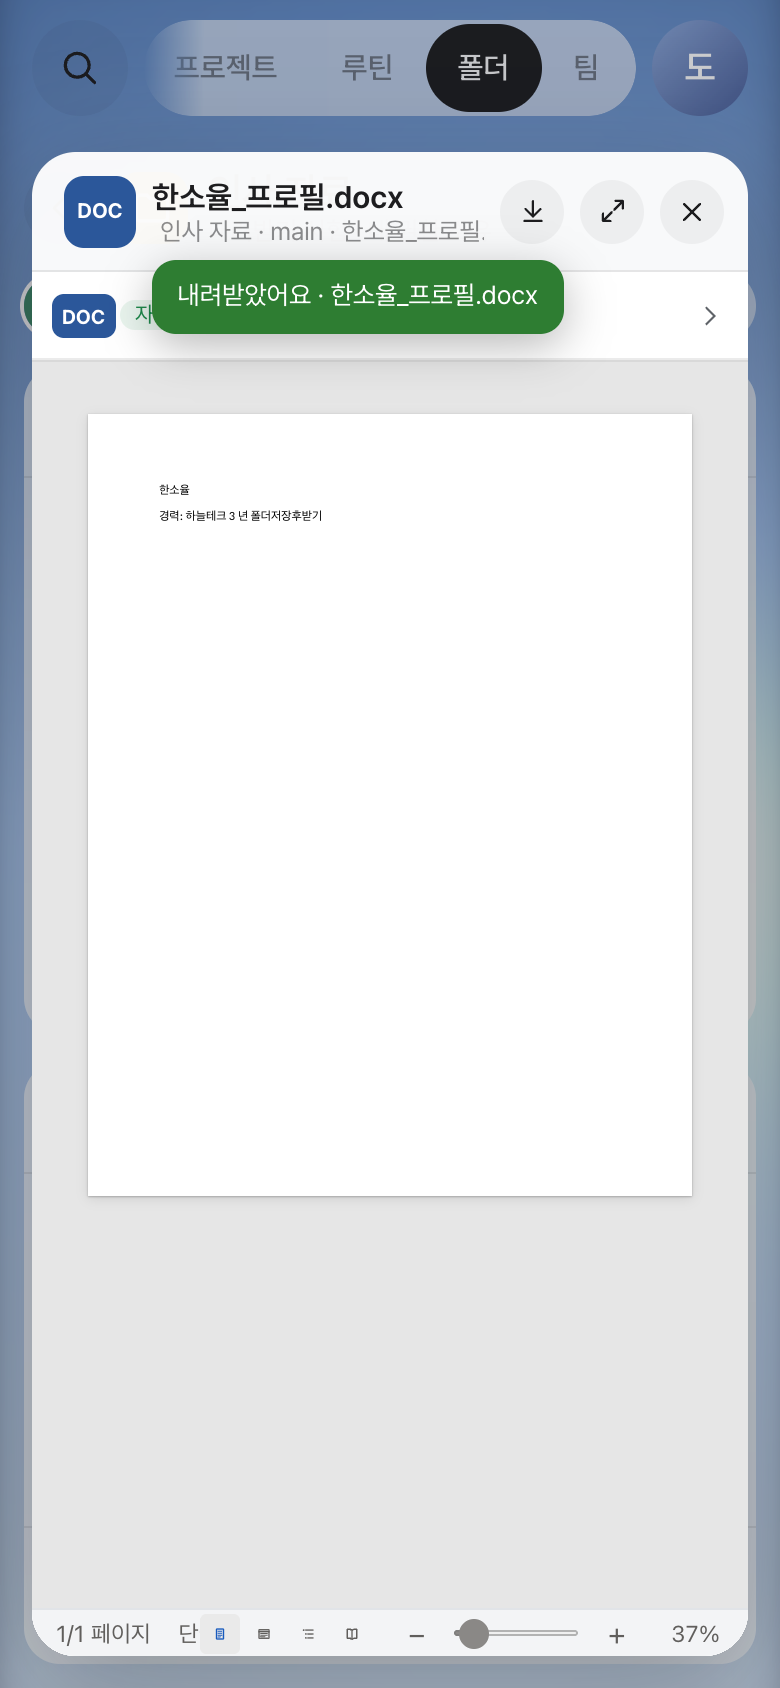 프로젝트 루틴 폴더 팀 도
DOC 한소율_프로필.docx
인사 자료 · main · 한소율_프로필.
내려받았어요 · 한소율_프로필.docx
DOC 자
한소율
경력: 하늘테크 3 년 폴더저장후받기
1/1 페이지 단 − + 37%